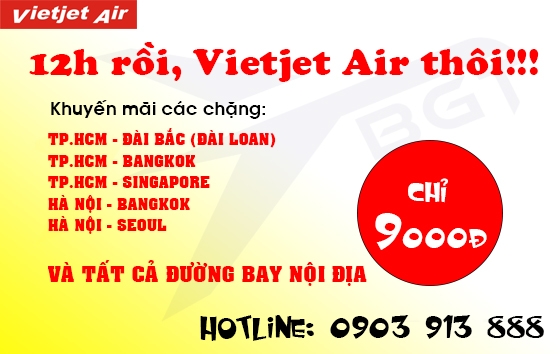 Vietjet Air
12h rồi, Vietjet Air thôi!!!
Khuyến mãi các chặng:
TP.HCM - ĐÀI BẮC (ĐÀI LOAN)
TP.HCM - BANGKOK
TP.HCM - SINGAPORE
HÀ NỘI - BANGKOK
HÀ NỘI - SEOUL
CHỈ
9000Đ
VÀ TẤT CẢ ĐƯỜNG BAY NỘI ĐỊA
HOTLINE: 0903 913 888
BGT